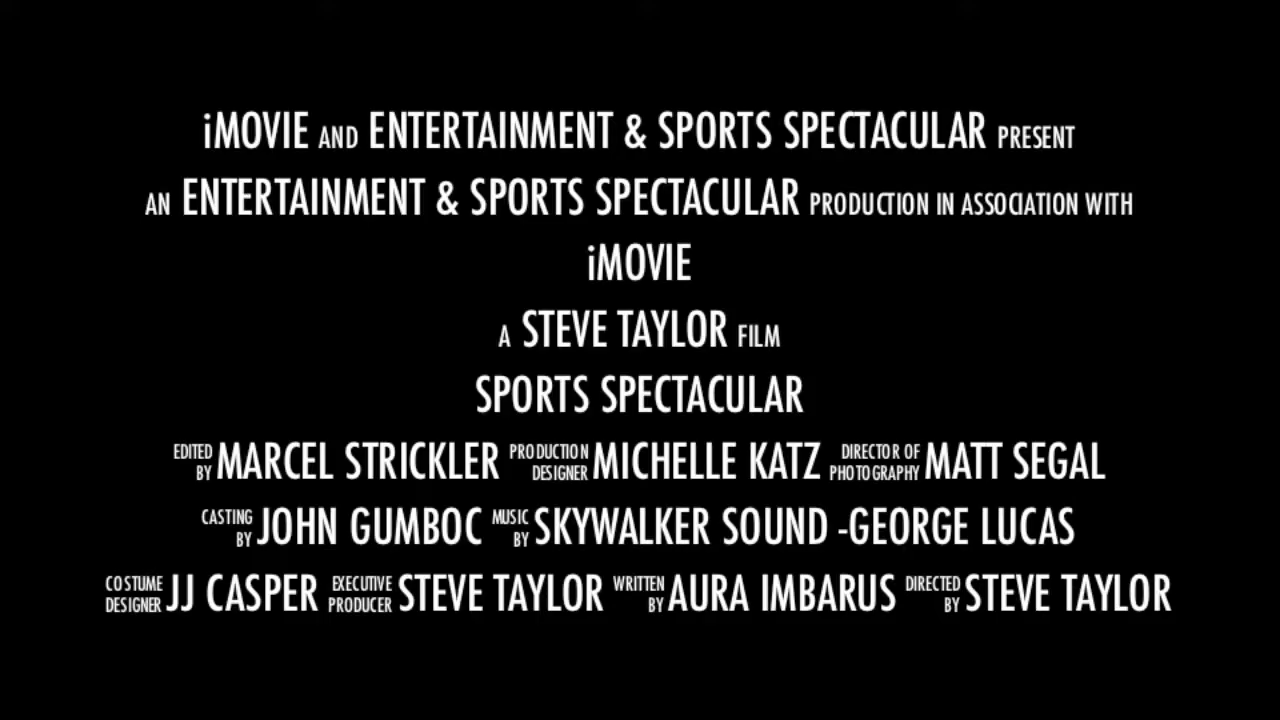 iMOVIE AND ENTERTAINMENT & SPORTS SPECTACULAR PRESENT
AN ENTERTAINMENT & SPORTS SPECTACULAR PRODUCTION IN ASSOCIATION WITH
iMOVIE
A STEVE TAYLOR FILM
SPORTS SPECTACULAR
EDITED BY MARCEL STRICKLER PRODUCTION DESIGNER MICHELLE KATZ DIRECTOR OF PHOTOGRAPHY MATT SEGAL
CASTING BY JOHN GUMBOC MUSIC BY SKYWALKER SOUND -GEORGE LUCAS
COSTUME DESIGNER JJ CASPER EXECUTIVE PRODUCER STEVE TAYLOR WRITTEN BY AURA IMBARUS DIRECTED BY STEVE TAYLOR